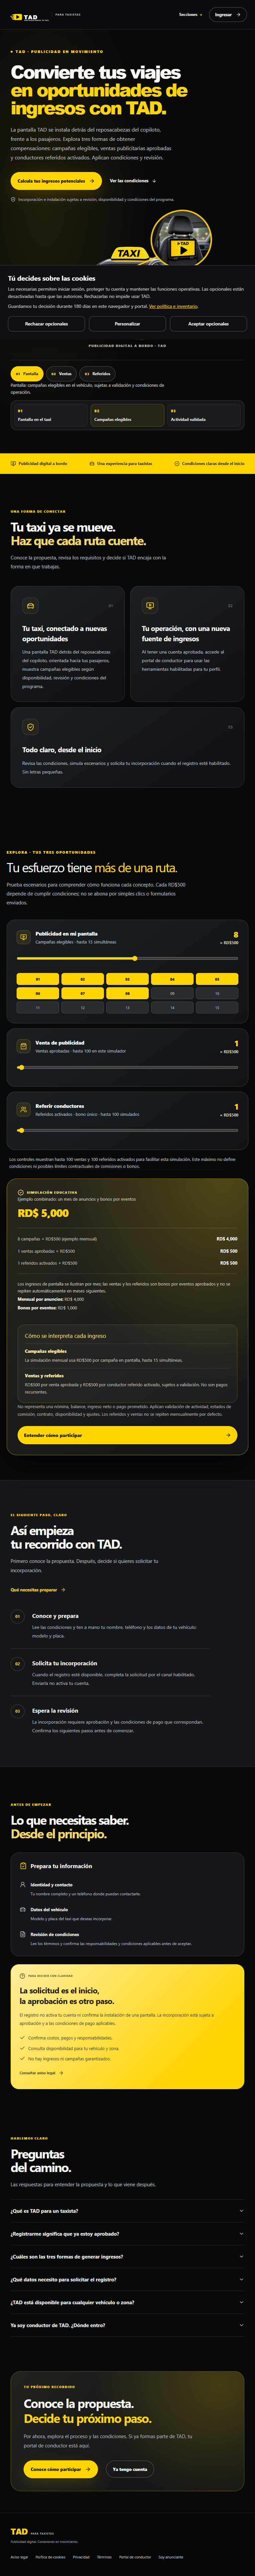 TAD
PARA TAXISTAS
Secciones
Ingresar →
TAD · PUBLICIDAD EN MOVIMIENTO
Convierte tus viajes
en oportunidades de
ingresos con TAD.
La pantalla TAD se instala detrás del reposacabezas del copiloto,
frente a los pasajeros. Explora tres formas de obtener
compensaciones: campañas elegibles, ventas publicitarias aprobadas
y conductores referidos activados. Aplican condiciones y revisión.
Calcula tus ingresos potenciales →
Ver las condiciones ↓
Incorporación e instalación sujetas a revisión, disponibilidad y condiciones del programa.
TAXI
TAD
Tú decides sobre las cookies
Las necesarias permiten iniciar sesión, proteger tu cuenta y mantener las funciones operativas. Las opcionales están
desactivadas hasta que las autorices. Rechazarlas no impide usar TAD.
Guardamos tu decisión durante 180 días en este navegador y portal. Ver política e inventario.
Rechazar opcionales
Personalizar
Aceptar opcionales
PUBLICIDAD DIGITAL A BORDO · TAD
01 Pantalla
02 Ventas
03 Referidos
Pantalla: campañas elegibles en el vehículo, sujetas a validación y condiciones de
operación.
01
Pantalla en el taxi
02
Campañas elegibles
03
Actividad validada
Publicidad digital a bordo
Una experiencia para taxistas
Condiciones claras desde el inicio
UNA FORMA DE CONECTAR
Tu taxi ya se mueve.
Haz que cada ruta cuente.
Conoce la propuesta, revisa los requisitos y decide si TAD encaja con la
forma en que trabajas.
01
Tu taxi, conectado a nuevas
oportunidades
Una pantalla TAD detrás del reposacabezas
del copiloto, orientada hacia tus pasajeros,
muestra campañas elegibles según
disponibilidad, revisión y condiciones del
programa.
02
Tu operación, con una nueva
fuente de ingresos
Al tener una cuenta aprobada, accede al
portal de conductor para usar las
herramientas habilitadas para tu perfil.
03
Todo claro, desde el inicio
Revisa las condiciones, simula escenarios y solicita tu incorporación cuando el registro esté habilitado.
Sin letras pequeñas.
EXPLORA · TUS TRES OPORTUNIDADES
Tu esfuerzo tiene más de una ruta.
Prueba escenarios para comprender cómo funciona cada concepto. Cada RD$500
depende de cumplir condiciones; no se abona por simples clics o formularios
enviados.
Publicidad en mi pantalla
Campañas elegibles · hasta 15 simultáneas
8
× RD$500
01
02
03
04
05
06
07
08
09
10
11
12
13
14
15
Venta de publicidad
Ventas aprobadas · hasta 100 en este simulador
1
× RD$500
Referir conductores
Referidos activados · bono único · hasta 100 simulados
1
× RD$500
Los controles muestran hasta 100 ventas y 100 referidos activados para facilitar esta simulación. Este máximo no define
condiciones ni posibles límites contractuales de comisiones o bonos.
SIMULACIÓN EDUCATIVA
Ejemplo combinado: un mes de anuncios y bonos por eventos
RD$ 5,000
8 campañas × RD$500 (ejemplo mensual)
RD$ 4,000
1 ventas aprobadas × RD$500
RD$ 500
1 referidos activados × RD$500
RD$ 500
Los ingresos de pantalla se ilustran por mes; las ventas y los referidos son bonos por eventos aprobados y no se
repiten automáticamente en meses siguientes.
Mensual por anuncios: RD$ 4,000
Bonos por eventos: RD$ 1,000
Cómo se interpreta cada ingreso
Campañas elegibles
La simulación mensual usa RD$500 por campaña en pantalla, hasta 15 simultáneas.
Ventas y referidos
RD$500 por venta aprobada y RD$500 por conductor referido activado, sujetos a validación. No son pagos
recurrentes.
No representa una nómina, balance, ingreso neto o pago prometido. Aplican validación de actividad, estados de
comisión, contrato, disponibilidad y ajustes. Los referidos y ventas no se repiten mensualmente por defecto.
Entender cómo participar →
EL SIGUIENTE PASO, CLARO
Así empieza
tu recorrido con TAD.
Primero conoce la propuesta. Después, decide si quieres solicitar tu
incorporación.
Qué necesitas preparar →
01
Conoce y prepara
Lee las condiciones y ten a mano tu nombre, teléfono y los datos de tu vehículo:
modelo y placa.
02
Solicita tu incorporación
Cuando el registro esté disponible, completa la solicitud por el canal habilitado.
Enviarla no activa tu cuenta.
03
Espera la revisión
La incorporación requiere aprobación y las condiciones de pago que correspondan.
Confirma los siguientes pasos antes de comenzar.
ANTES DE EMPEZAR
Lo que necesitas saber.
Desde el principio.
Prepara tu información
Identidad y contacto
Tu nombre completo y un teléfono donde puedan contactarte.
Datos del vehículo
Modelo y placa del taxi que deseas incorporar.
Revisión de condiciones
Lee los términos y confirma las responsabilidades y condiciones aplicables antes de aceptar.
PARA DECIDIR CON CLARIDAD
La solicitud es el inicio,
la aprobación es otro paso.
El registro no activa tu cuenta ni confirma la instalación de una pantalla. La incorporación está sujeta a
aprobación y a las condiciones de pago aplicables.
Confirma costos, pagos y responsabilidades.
Consulta disponibilidad para tu vehículo y zona.
No hay ingresos ni campañas garantizados.
Consultar aviso legal →
HABLEMOS CLARO
Preguntas
del camino.
Las respuestas para entender la propuesta y lo que viene después.
¿Qué es TAD para un taxista?
¿Registrarme significa que ya estoy aprobado?
¿Cuáles son las tres formas de generar ingresos?
¿Qué datos necesito para solicitar el registro?
¿TAD está disponible para cualquier vehículo o zona?
Ya soy conductor de TAD. ¿Dónde entro?
TU PRÓXIMO RECORRIDO
Conoce la propuesta.
Decide tu próximo paso.
Por ahora, explora el proceso y las condiciones. Si ya formas parte de TAD, tu
portal de conductor está aquí.
Conoce cómo participar →
Ya tengo cuenta
TAD PARA TAXISTAS
Publicidad digital. Conexiones en movimiento.
Aviso legal
Política de cookies
Privacidad
Términos
Portal de conductor
Soy anunciante